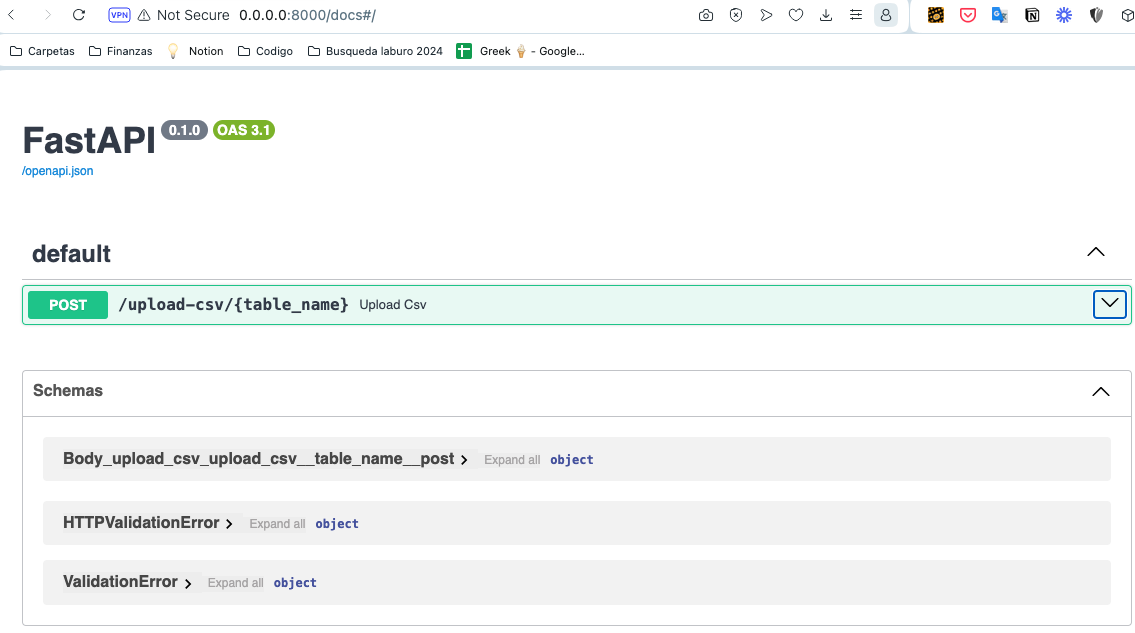 VPN Not Secure 0.0.0.0:8000/docs#/
Carpetas Finanzas Notion Codigo Busqueda laburo 2024 Greek 🍦 - Google...
FastAPI 0.1.0 OAS 3.1
/openapi.json
default
POST /upload-csv/{table_name} Upload Csv
Schemas
Body_upload_csv_upload_csv__table_name__post Expand all object
HTTPValidationError Expand all object
ValidationError Expand all object